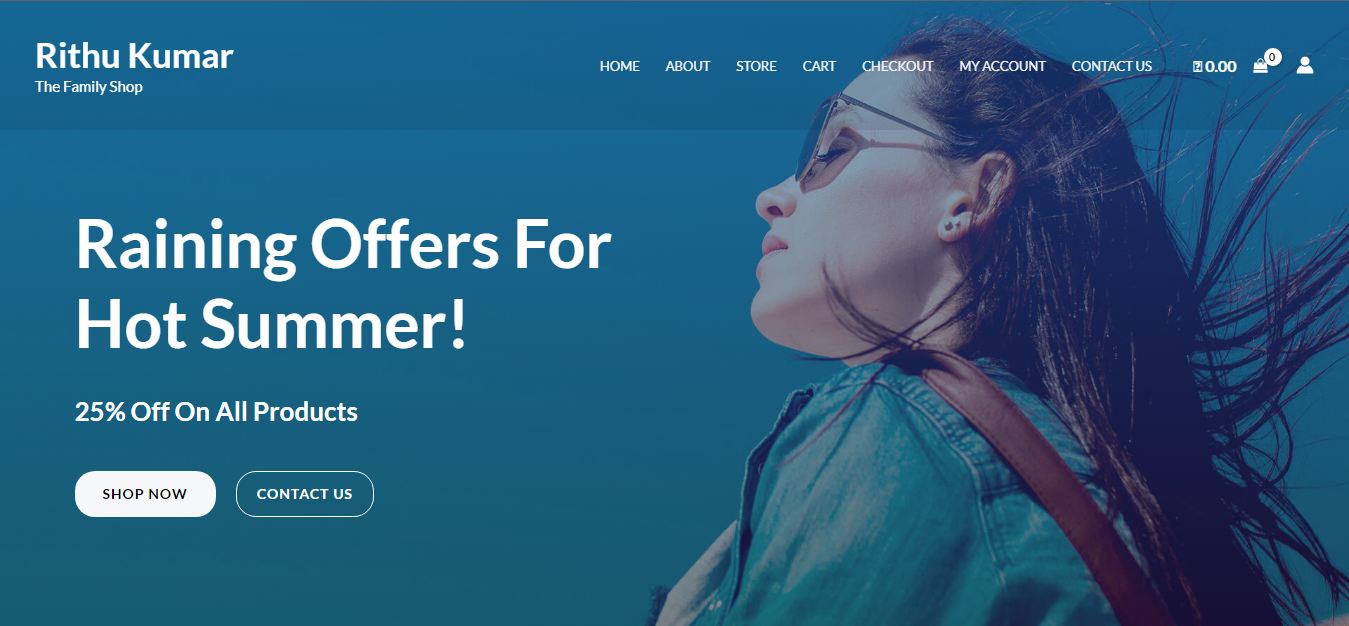 Rithu Kumar
The Family Shop
HOME ABOUT STORE CART CHECKOUT MY ACCOUNT CONTACT US 0.00 0
Raining Offers For
Hot Summer!
25% Off On All Products
SHOP NOW CONTACT US